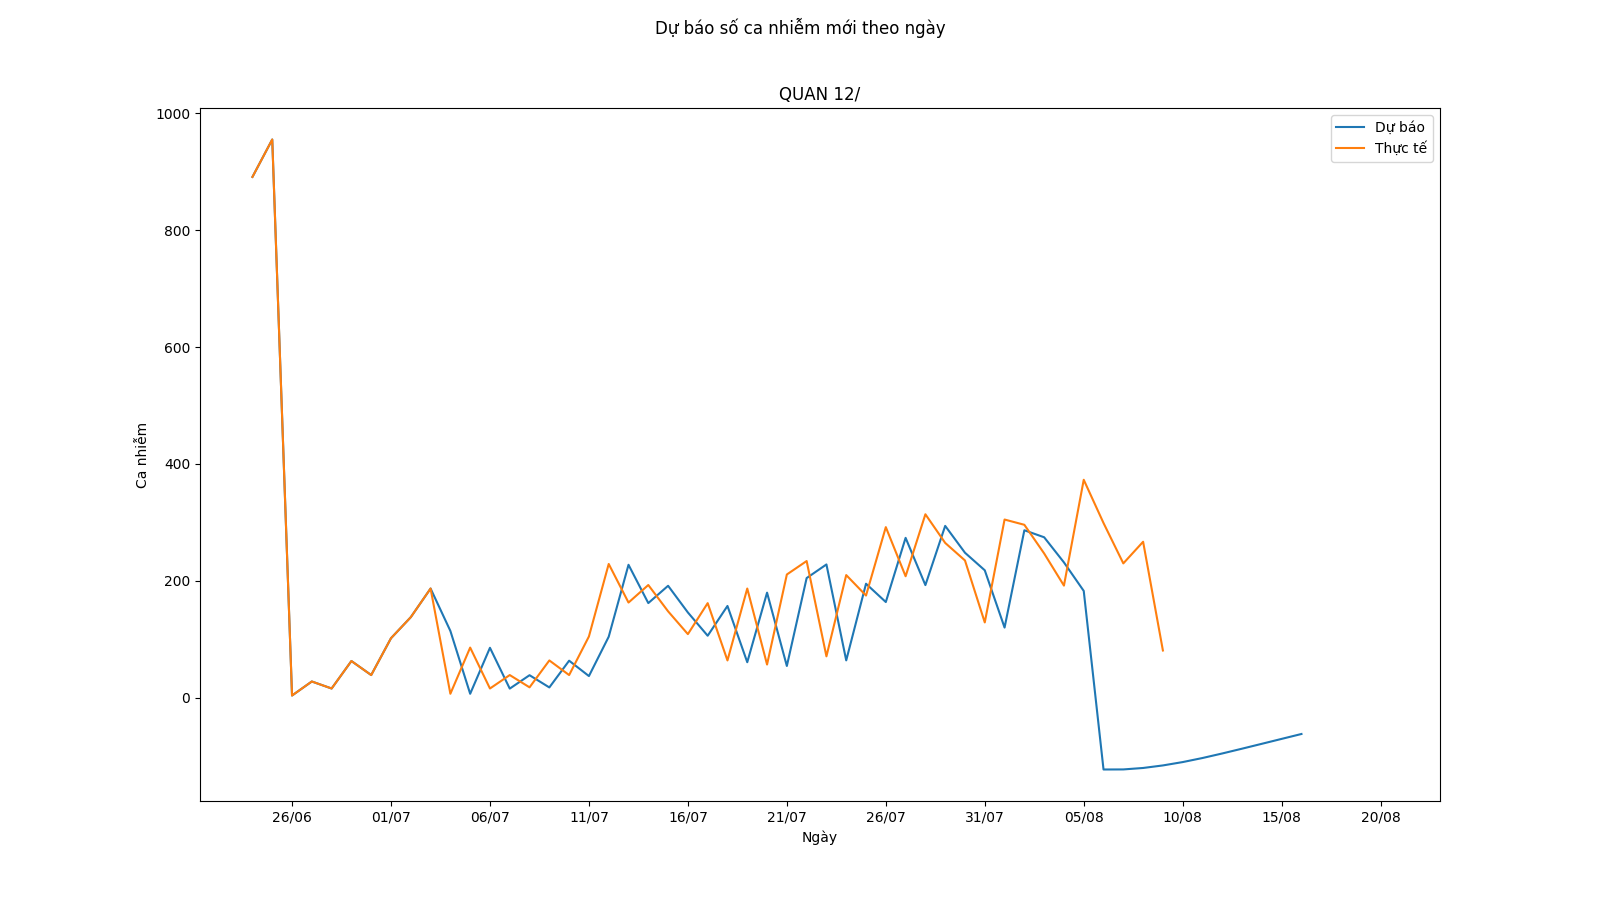 Dự báo số ca nhiễm mới theo ngày
QUAN 12/
Dự báo
Thực tế
1000
800
600
400
200
0
Ca nhiễm
26/06 01/07 06/07 11/07 16/07 21/07 26/07 31/07 05/08 10/08 15/08 20/08
Ngày